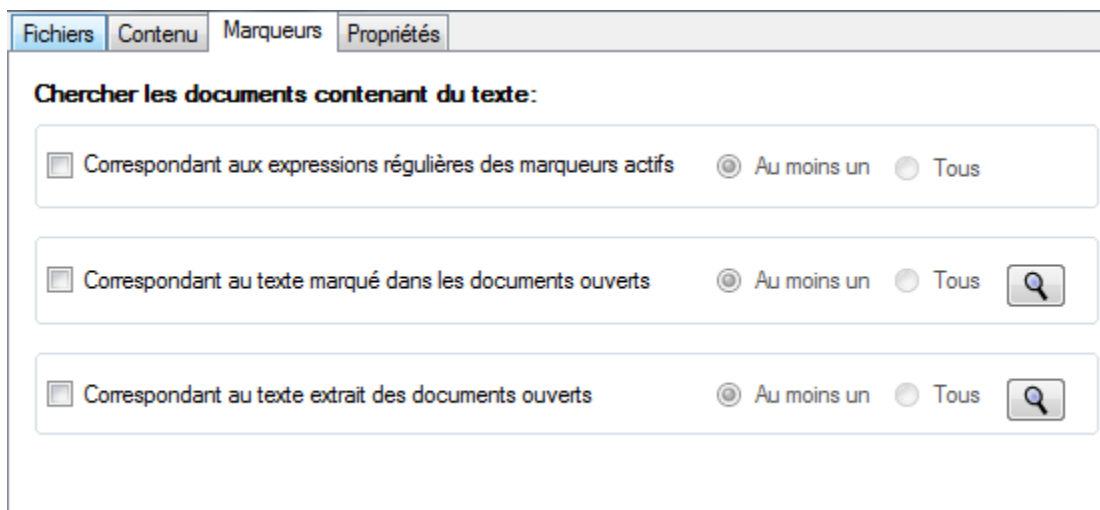 Fichiers Contenu Marqueurs Propriétés
Chercher les documents contenant du texte:
Correspondant aux expressions régulières des marqueurs actifs Au moins un Tous
Correspondant au texte marqué dans les documents ouverts Au moins un Tous
Correspondant au texte extrait des documents ouverts Au moins un Tous